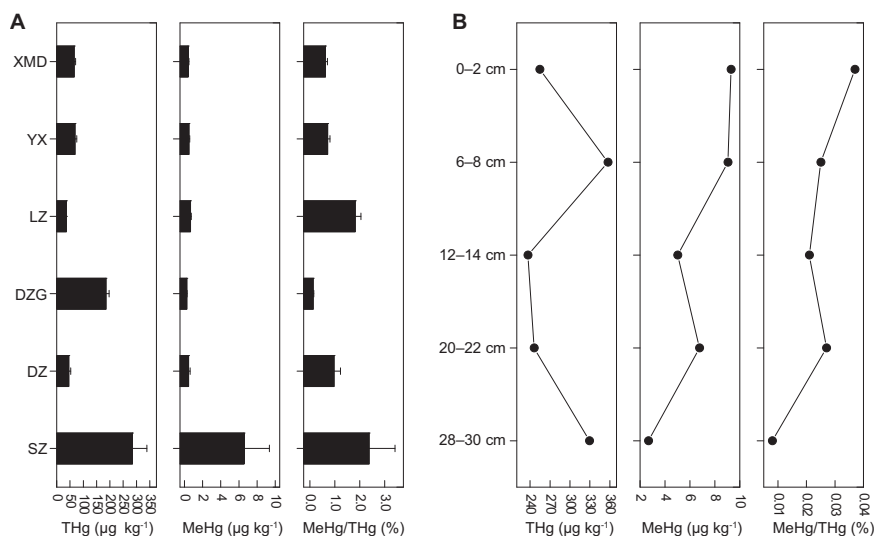 A
XMD
YX
LZ
DZG
DZ
SZ
0 50 100 150 200 250 300 350
THg (µg kg⁻¹)
0 2 4 6 8 10
MeHg (µg kg⁻¹)
0.0 1.0 2.0 3.0
MeHg/THg (%)
B
0–2 cm
6–8 cm
12–14 cm
20–22 cm
28–30 cm
240 270 300 330 360
THg (µg kg⁻¹)
2 4 6 8 10
MeHg (µg kg⁻¹)
0.01 0.02 0.03 0.04
MeHg/THg (%)